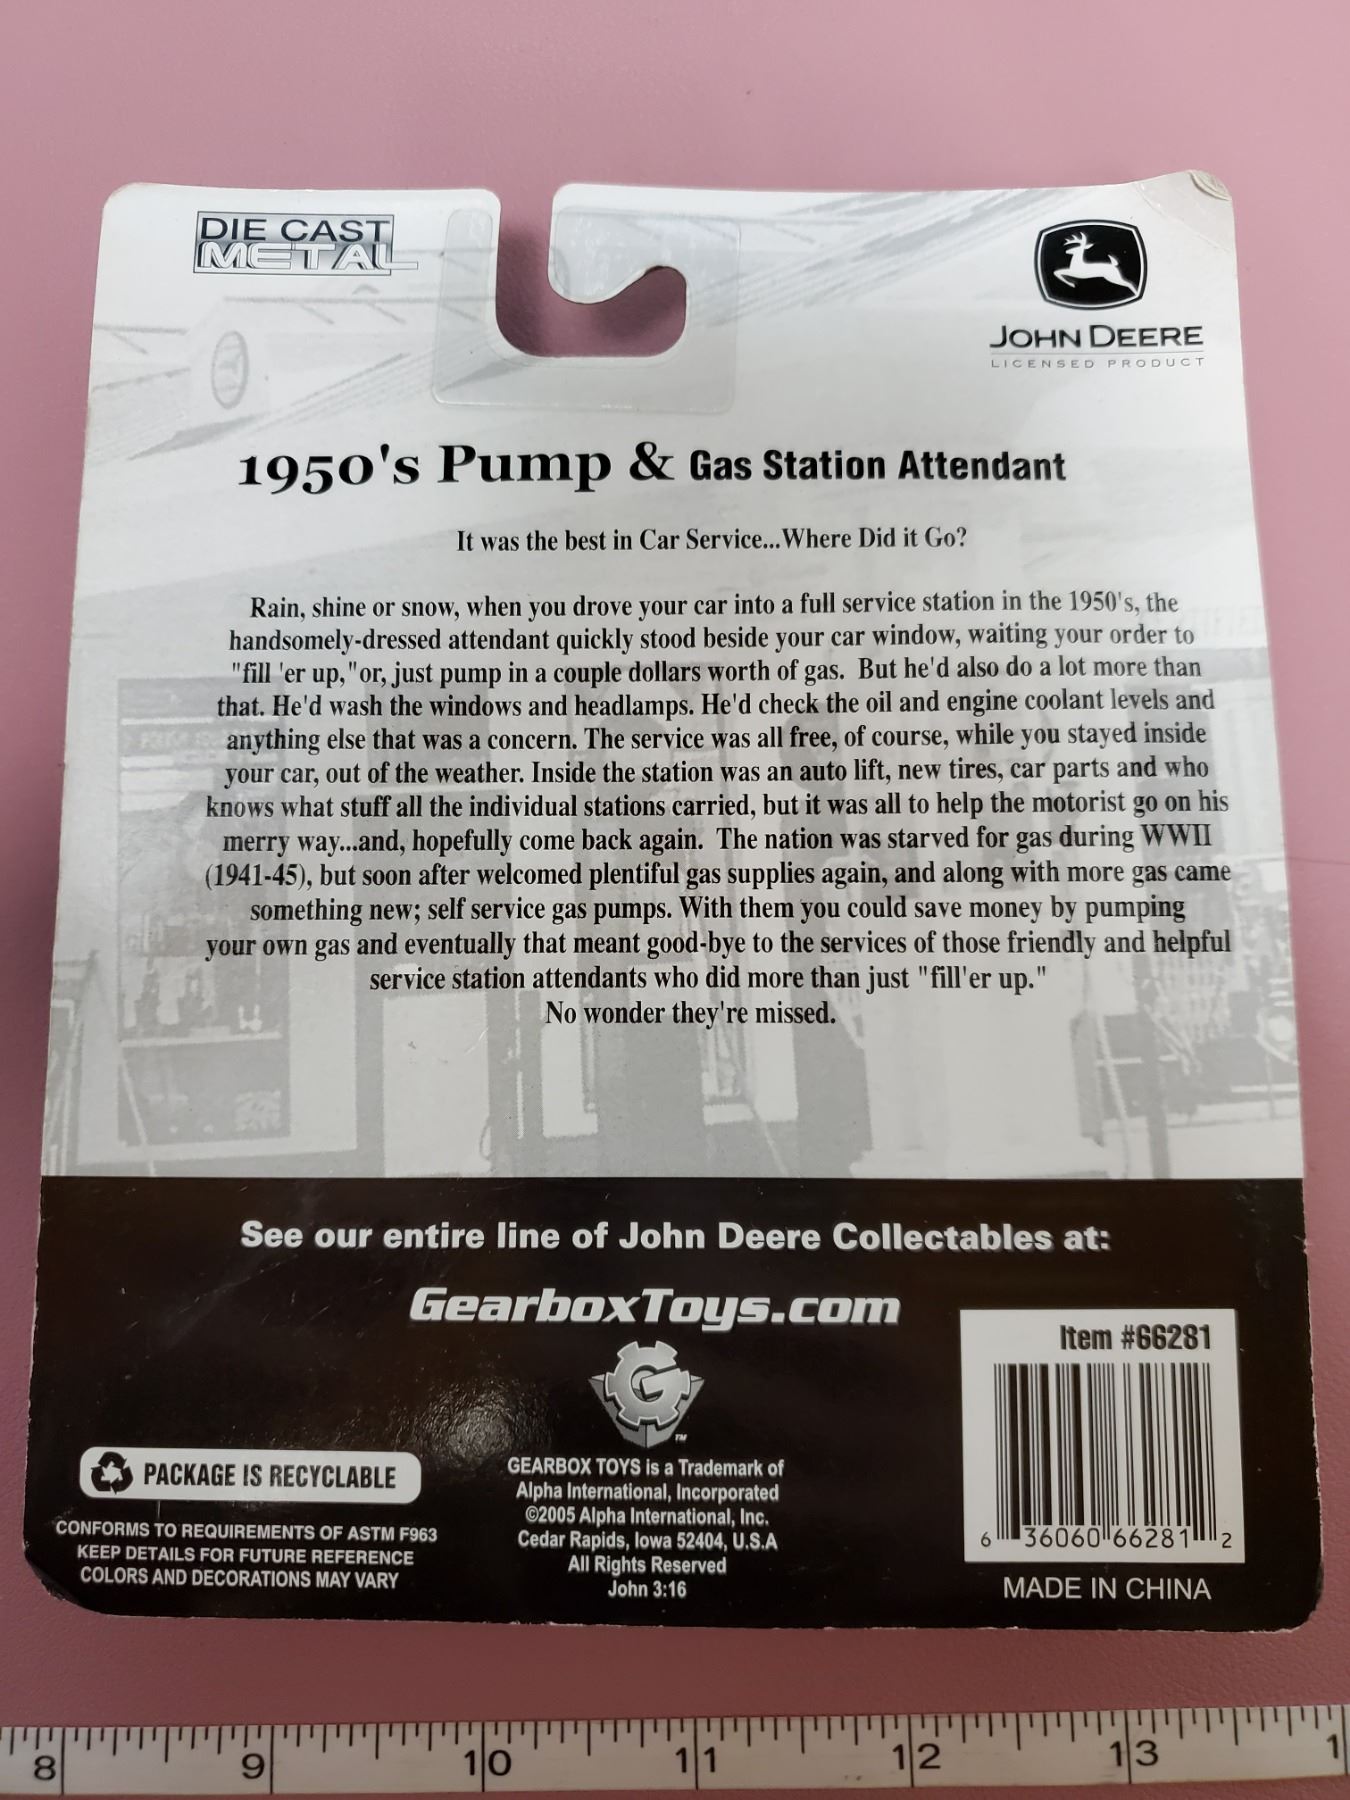 DIE CAST
METAL
JOHN DEERE
LICENSED PRODUCT
1950's Pump & Gas Station Attendant
It was the best in Car Service...Where Did it Go?
Rain, shine or snow, when you drove your car into a full service station in the 1950's, the
handsomely-dressed attendant quickly stood beside your car window, waiting your order to
"fill 'er up,"or, just pump in a couple dollars worth of gas. But he'd also do a lot more than
that. He'd wash the windows and headlamps. He'd check the oil and engine coolant levels and
anything else that was a concern. The service was all free, of course, while you stayed inside
your car, out of the weather. Inside the station was an auto lift, new tires, car parts and who
knows what stuff all the individual stations carried, but it was all to help the motorist go on his
merry way...and, hopefully come back again. The nation was starved for gas during WWII
(1941-45), but soon after welcomed plentiful gas supplies again, and along with more gas came
something new; self service gas pumps. With them you could save money by pumping
your own gas and eventually that meant good-bye to the services of those friendly and helpful
service station attendants who did more than just "fill'er up."
No wonder they're missed.
See our entire line of John Deere Collectables at:
GearboxToys.com
G
TM
PACKAGE IS RECYCLABLE
CONFORMS TO REQUIREMENTS OF ASTM F963
KEEP DETAILS FOR FUTURE REFERENCE
COLORS AND DECORATIONS MAY VARY
GEARBOX TOYS is a Trademark of
Alpha International, Incorporated
©2005 Alpha International, Inc.
Cedar Rapids, Iowa 52404, U.S.A
All Rights Reserved
John 3:16
Item #66281
6 36060 66281 2
MADE IN CHINA
8 9 10 11 12 13 1